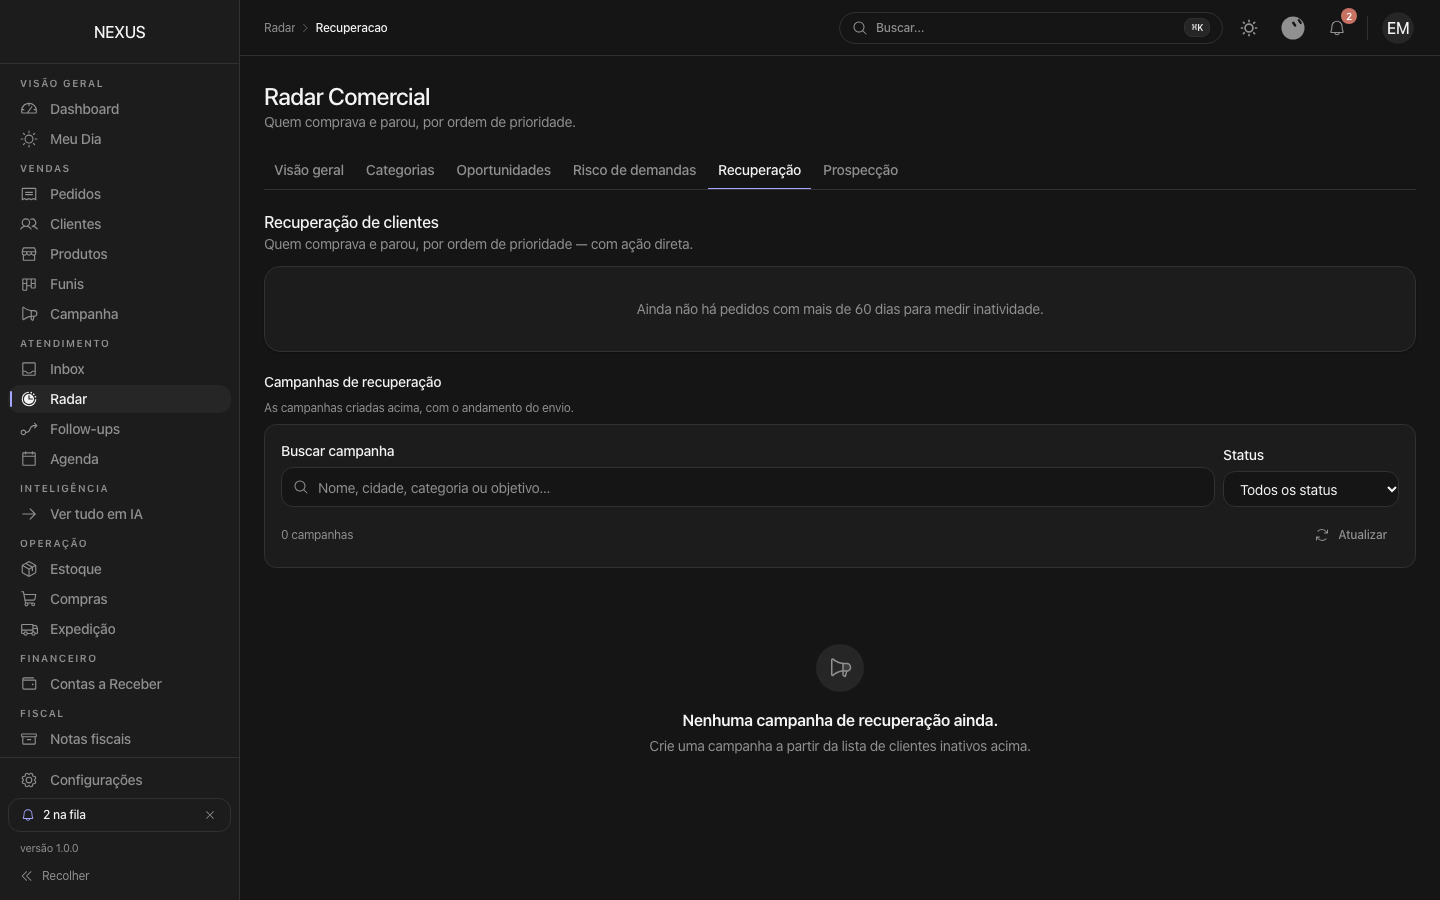 NEXUS
VISÃO GERAL
Dashboard
Meu Dia
VENDAS
Pedidos
Clientes
Produtos
Funis
Campanha
ATENDIMENTO
Inbox
Radar
Follow-ups
Agenda
INTELIGÊNCIA
Ver tudo em IA
OPERAÇÃO
Estoque
Compras
Expedição
FINANCEIRO
Contas a Receber
FISCAL
Notas fiscais
Configurações
2 na fila
versão 1.0.0
Recolher
Radar Recuperacao
Buscar... ⌘K
2
EM
Radar Comercial
Quem comprava e parou, por ordem de prioridade.
Visão geral Categorias Oportunidades Risco de demandas Recuperação Prospecção
Recuperação de clientes
Quem comprava e parou, por ordem de prioridade — com ação direta.
Ainda não há pedidos com mais de 60 dias para medir inatividade.
Campanhas de recuperação
As campanhas criadas acima, com o andamento do envio.
Buscar campanha
Nome, cidade, categoria ou objetivo...
Status
Todos os status
0 campanhas
Atualizar
Nenhuma campanha de recuperação ainda.
Crie uma campanha a partir da lista de clientes inativos acima.